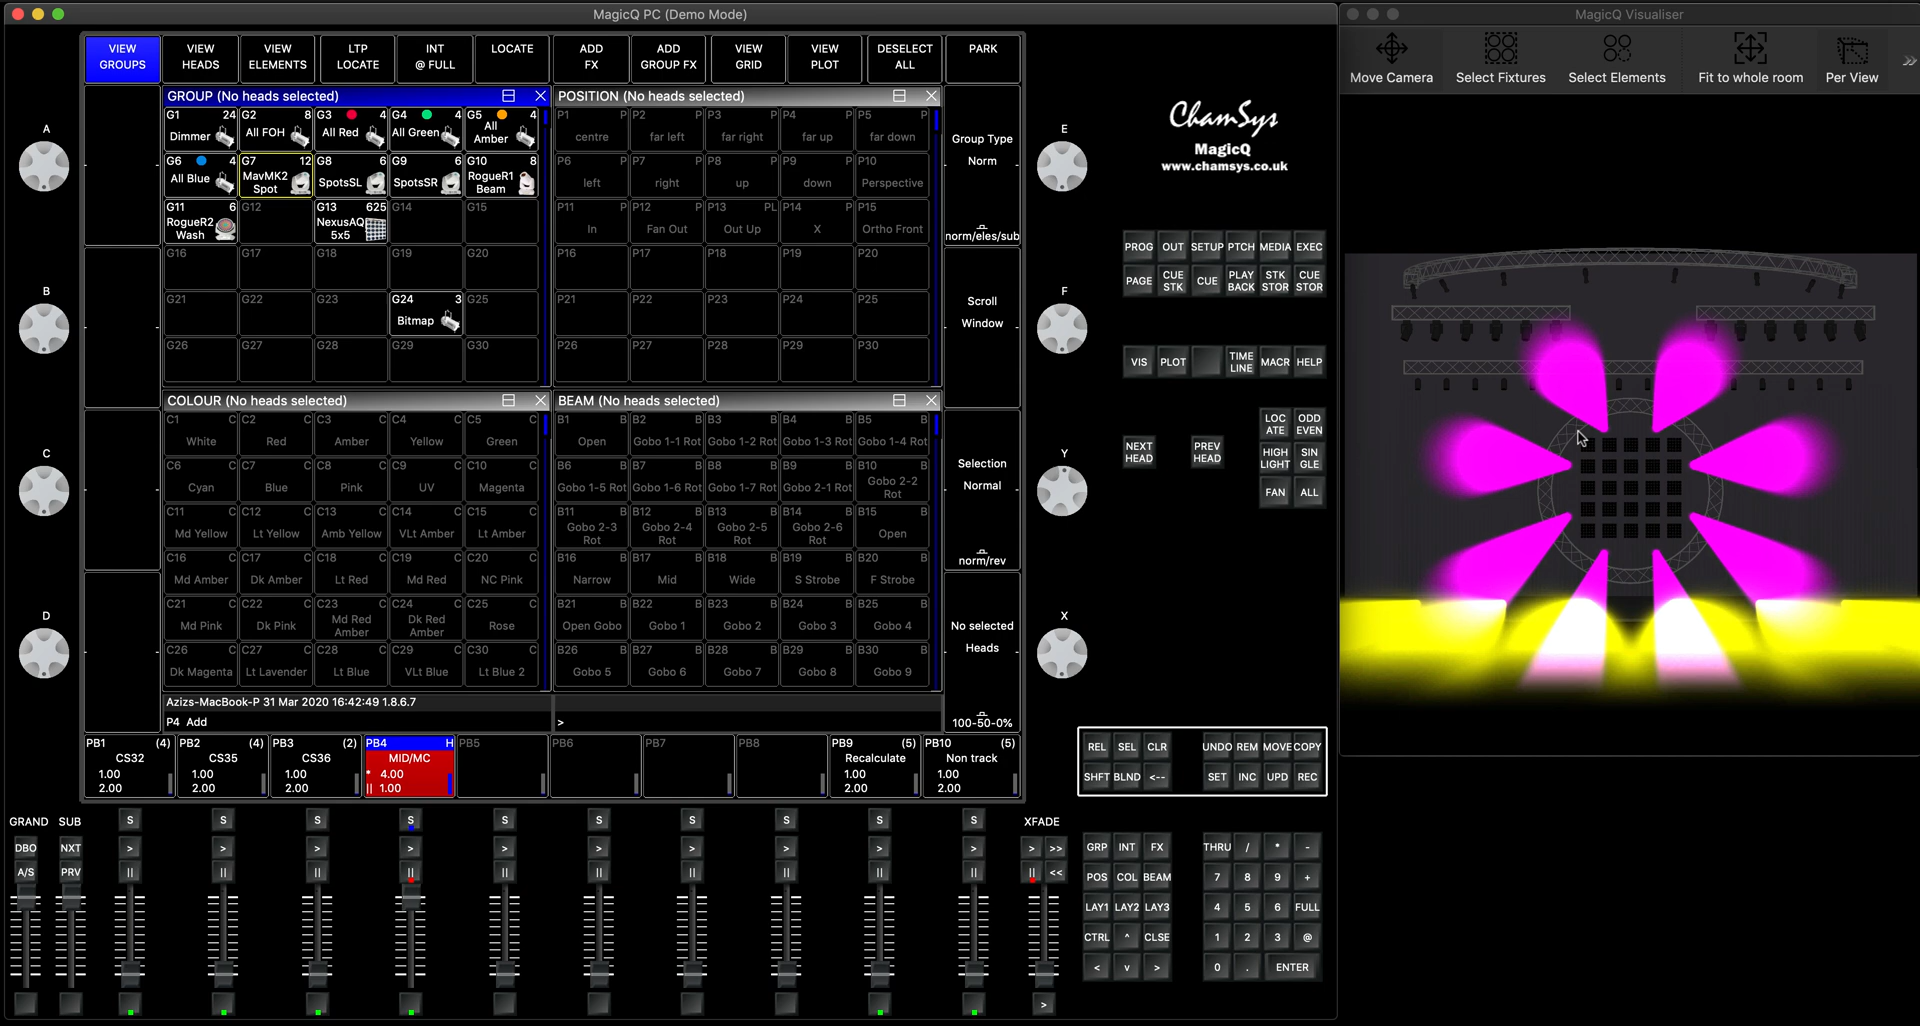 MagicQ PC (Demo Mode)
MagicQ Visualiser
VIEW GROUPS
VIEW HEADS
VIEW ELEMENTS
LTP LOCATE
INT @ FULL
LOCATE
ADD FX
ADD GROUP FX
VIEW GRID
VIEW PLOT
DESELECT ALL
PARK
Move Camera
Select Fixtures
Select Elements
Fit to whole room
Per View
GROUP (No heads selected)
G1 24 Dimmer
G2 8 All FOH
G3 4 All Red
G4 4 All Green
G5 4 All Amber
G6 4 All Blue
G7 12 MavMK2 Spot
G8 6 SpotsSL
G9 6 SpotsSR
G10 8 RogueR1 Beam
G11 6 RogueR2 Wash
G12
G13 625 NexusAQ 5x5
G14
G15
G16
G17
G18
G19
G20
G21
G22
G23
G24 3 Bitmap
G25
G26
G27
G28
G29
G30
POSITION (No heads selected)
P1 P centre
P2 P far left
P3 P far right
P4 P far up
P5 P far down
P6 P left
P7 P right
P8 P up
P9 P down
P10 P Perspective
P11 P In
P12 P Fan Out
P13 PL Out Up
P14 P X
P15 P Ortho Front
P16
P17
P18
P19
P20
P21
P22
P23
P24
P25
P26
P27
P28
P29
P30
COLOUR (No heads selected)
C1 C White
C2 C Red
C3 C Amber
C4 C Yellow
C5 C Green
C6 C Cyan
C7 C Blue
C8 C Pink
C9 C UV
C10 C Magenta
C11 C Md Yellow
C12 C Lt Yellow
C13 C Amb Yellow
C14 C VLt Amber
C15 C Lt Amber
C16 C Md Amber
C17 C Dk Amber
C18 C Lt Red
C19 C Md Red
C20 C NC Pink
C21 C Md Pink
C22 C Dk Pink
C23 C Md Red Amber
C24 C Dk Red Amber
C25 C Rose
C26 C Dk Magenta
C27 C Lt Lavender
C28 C Lt Blue
C29 C VLt Blue
C30 C Lt Blue 2
BEAM (No heads selected)
B1 B Open
B2 B Gobo 1-1 Rot
B3 B Gobo 1-2 Rot
B4 B Gobo 1-3 Rot
B5 B Gobo 1-4 Rot
B6 B Gobo 1-5 Rot
B7 B Gobo 1-6 Rot
B8 B Gobo 1-7 Rot
B9 B Gobo 2-1 Rot
B10 B Gobo 2-2 Rot
B11 B Gobo 2-3 Rot
B12 B Gobo 2-4 Rot
B13 B Gobo 2-5 Rot
B14 B Gobo 2-6 Rot
B15 B Open
B16 B Narrow
B17 B Mid
B18 B Wide
B19 B S Strobe
B20 B F Strobe
B21 B Open Gobo
B22 B Gobo 1
B23 B Gobo 2
B24 B Gobo 3
B25 B Gobo 4
B26 B Gobo 5
B27 B Gobo 6
B28 B Gobo 7
B29 B Gobo 8
B30 B Gobo 9
Group Type
Norm
norm/eles/sub
Scroll
Window
Selection
Normal
norm/rev
No selected
Heads
100-50-0%
Azizs-MacBook-P 31 Mar 2020 16:42:49 1.8.6.7
P4 Add
>
A
B
C
D
E
F
Y
X
ChamSys
MagicQ
www.chamsys.co.uk
PROG OUT SETUP PTCH MEDIA EXEC
PAGE CUE STK CUE PLAY BACK STK STOR CUE STOR
VIS PLOT TIME LINE MACR HELP
LOC ATE ODD EVEN
NEXT HEAD PREV HEAD HIGH LIGHT SIN GLE
FAN ALL
PB1 (4) CS32 1.00 2.00
PB2 (4) CS35 1.00 2.00
PB3 (2) CS36 1.00 2.00
PB4 H MID/MC * 4.00 || 1.00
PB5
PB6
PB7
PB8
PB9 (5) Recalculate 1.00 2.00
PB10 (5) Non track 1.00 2.00
REL SEL CLR UNDO REM MOVE COPY
SHFT BLND <-- SET INC UPD REC
GRAND SUB
S S S S S S S S S S
XFADE
DBO NXT > > > > > > > > > > > >>
A/S PRV || || || || || || || || || || || <<
>
GRP INT FX THRU / * -
POS COL BEAM 7 8 9 +
LAY1 LAY2 LAY3 4 5 6 FULL
CTRL ^ CLSE 1 2 3 @
< v > 0 . ENTER